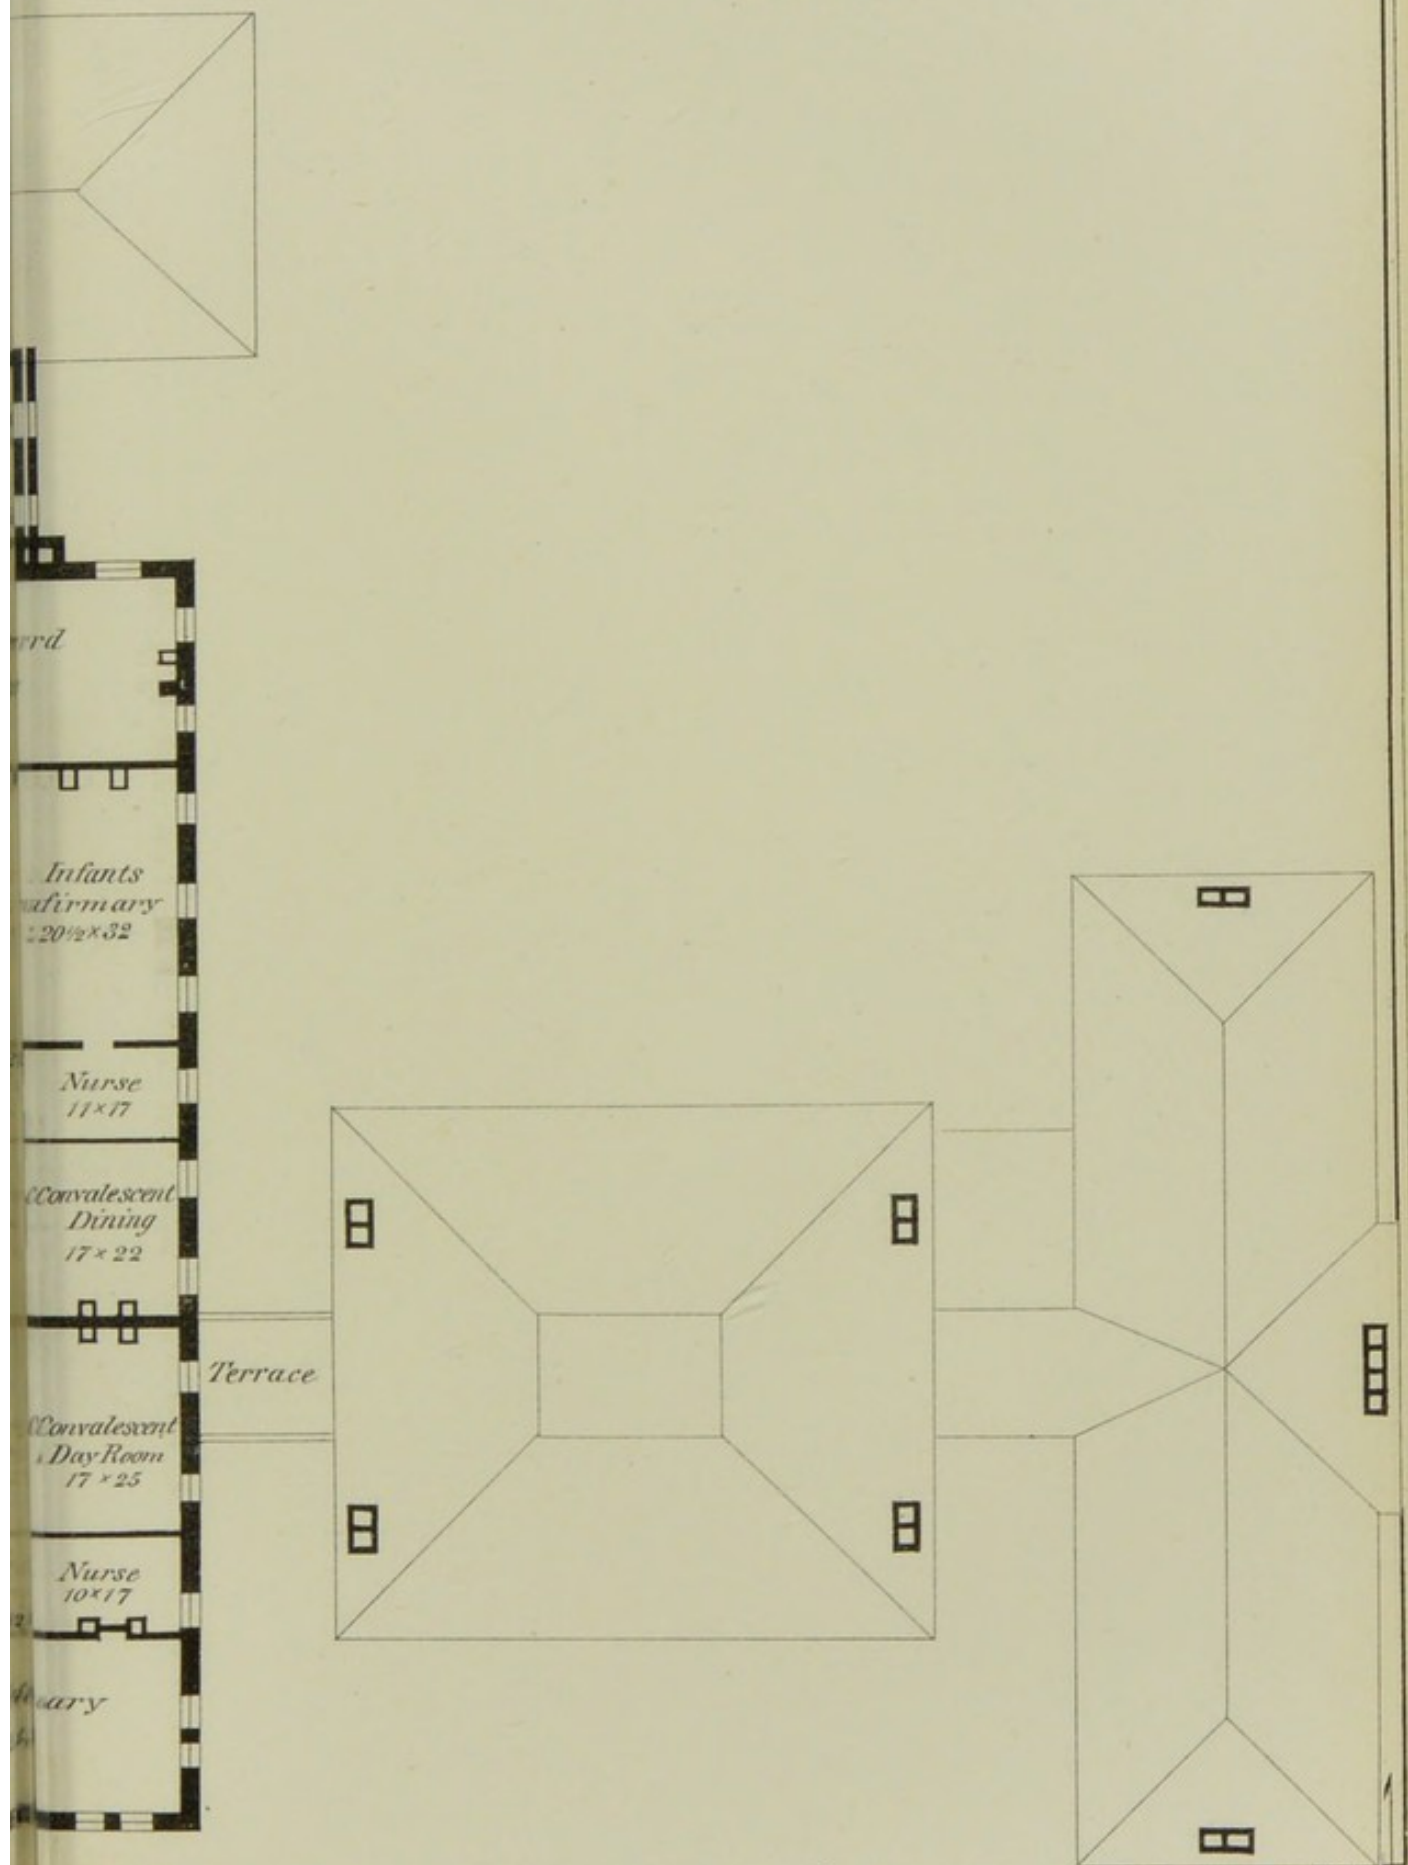 Infants
20½×32
Nurse
11×17
Convalescent
Dining
17×22
Terrace
Convalescent
Day Room
17×25
Nurse
10×17